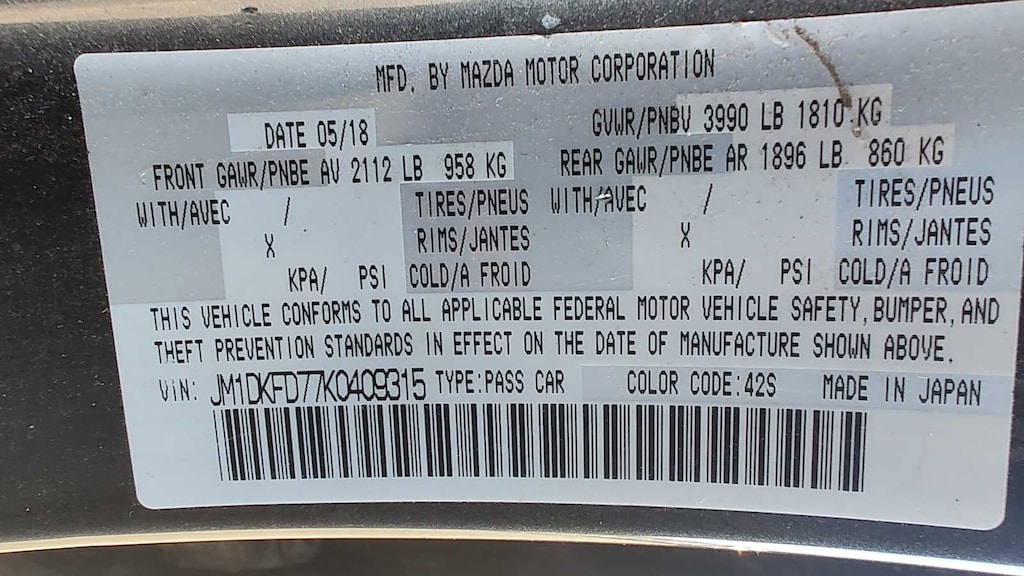 MFD. BY MAZDA MOTOR CORPORATION
DATE 05/18 GVWR/PNBV 3990 LB 1810 KG
FRONT GAWR/PNBE AV 2112 LB 958 KG REAR GAWR/PNBE AR 1896 LB 860 KG
WITH/AVEC / TIRES/PNEUS WITH/AVEC / TIRES/PNEUS
X RIMS/JANTES X RIMS/JANTES
KPA/ PSI COLD/A FROID KPA/ PSI COLD/A FROID
THIS VEHICLE CONFORMS TO ALL APPLICABLE FEDERAL MOTOR VEHICLE SAFETY, BUMPER, AND
THEFT PREVENTION STANDARDS IN EFFECT ON THE DATE OF MANUFACTURE SHOWN ABOVE.
VIN: JM1DKFD77K0409315 TYPE:PASS CAR COLOR CODE:42S MADE IN JAPAN